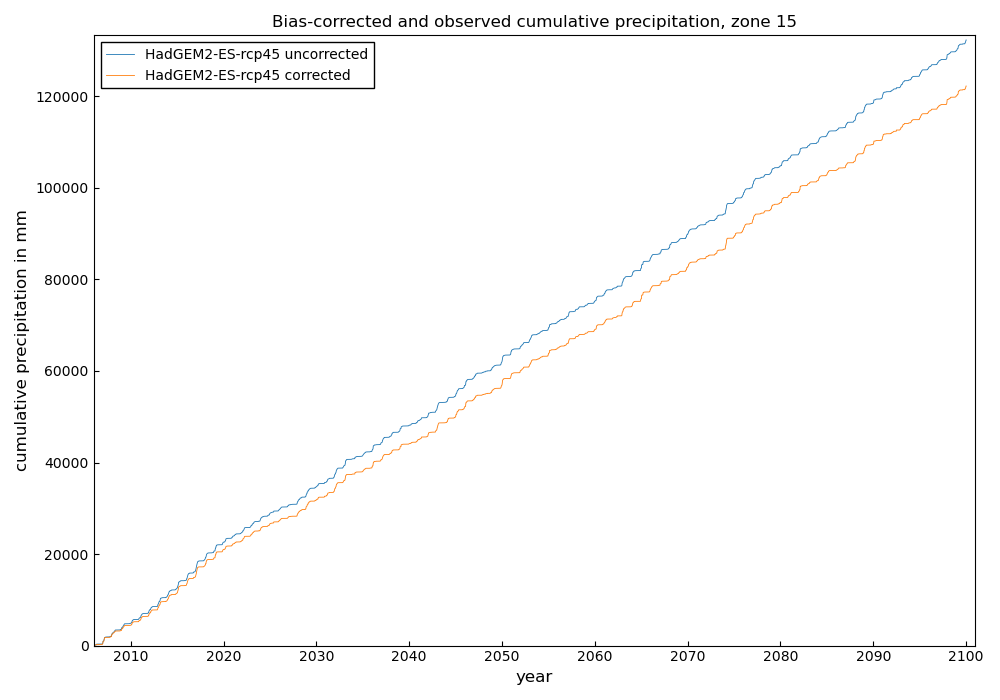 Bias-corrected and observed cumulative precipitation, zone 15
HadGEM2-ES-rcp45 uncorrected
HadGEM2-ES-rcp45 corrected
cumulative precipitation in mm
120000
100000
80000
60000
40000
20000
0
2010 2020 2030 2040 2050 2060 2070 2080 2090 2100
year